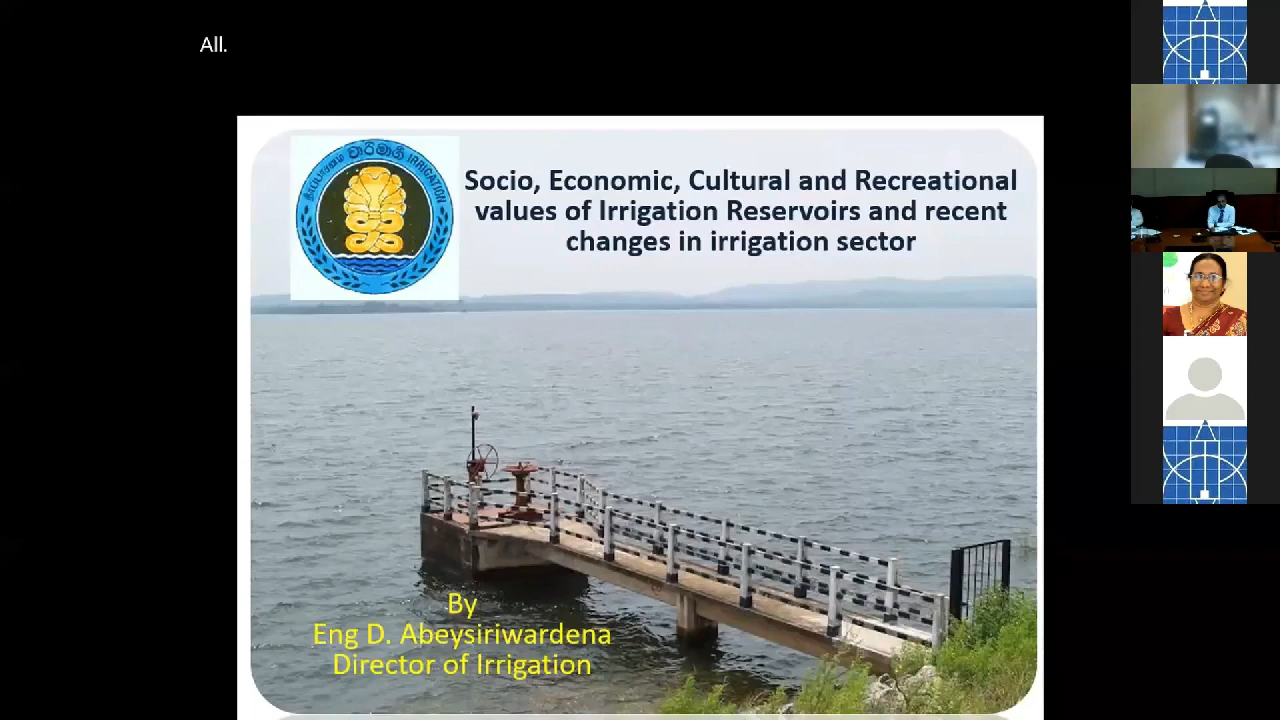 All.
වාරිමාර්ග
IRRIGATION
Socio, Economic, Cultural and Recreational
values of Irrigation Reservoirs and recent
changes in irrigation sector
By
Eng D. Abeysiriwardena
Director of Irrigation